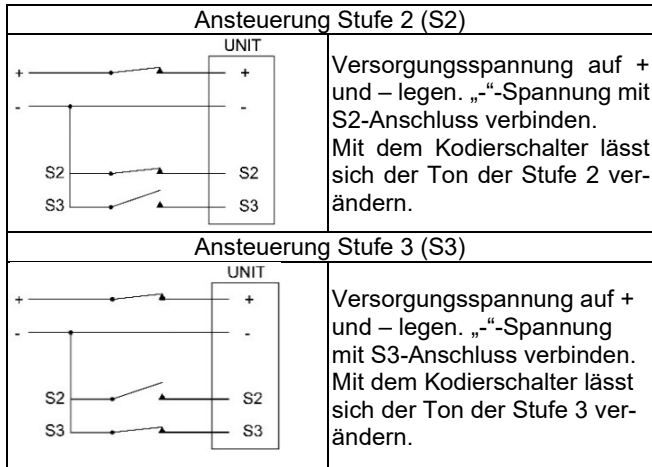 Ansteuerung Stufe 2 (S2)
UNIT
+ +
- -
S2 S2
S3 S3
Versorgungsspannung auf +
und – legen. „-“-Spannung mit
S2-Anschluss verbinden.
Mit dem Kodierschalter lässt
sich der Ton der Stufe 2 ver-
ändern.
Ansteuerung Stufe 3 (S3)
UNIT
+ +
- -
S2 S2
S3 S3
Versorgungsspannung auf +
und – legen. „-“-Spannung
mit S3-Anschluss verbinden.
Mit dem Kodierschalter lässt
sich der Ton der Stufe 3 ver-
ändern.